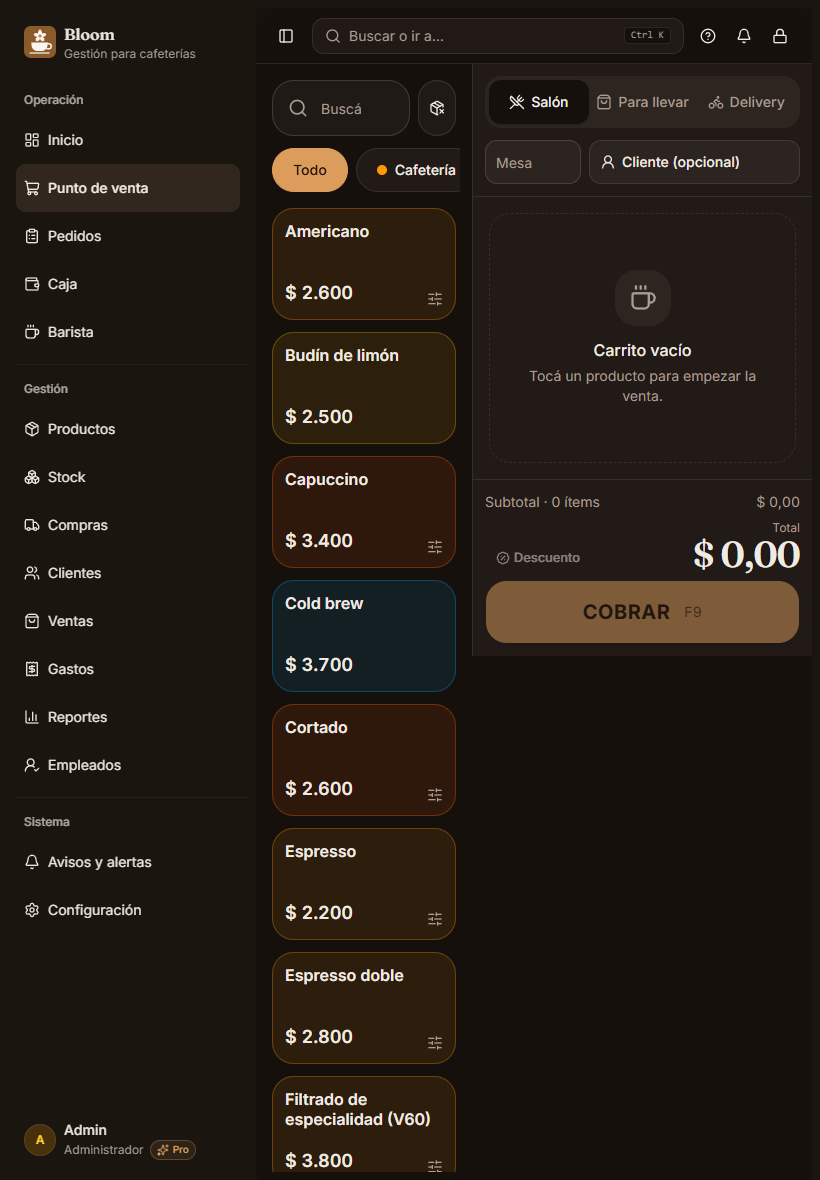 Bloom
Gestión para cafeterías
Operación
Inicio
Punto de venta
Pedidos
Caja
Barista
Gestión
Productos
Stock
Compras
Clientes
Ventas
Gastos
Reportes
Empleados
Sistema
Avisos y alertas
Configuración
A
Admin
Administrador Pro
Buscar o ir a... Ctrl K
Buscá
Todo Cafetería
Americano
$ 2.600
Budín de limón
$ 2.500
Capuccino
$ 3.400
Cold brew
$ 3.700
Cortado
$ 2.600
Espresso
$ 2.200
Espresso doble
$ 2.800
Filtrado de
especialidad (V60)
$ 3.800
Salón Para llevar Delivery
Mesa Cliente (opcional)
Carrito vacío
Tocá un producto para empezar la
venta.
Subtotal · 0 ítems $ 0,00
Total
Descuento $ 0,00
COBRAR F9